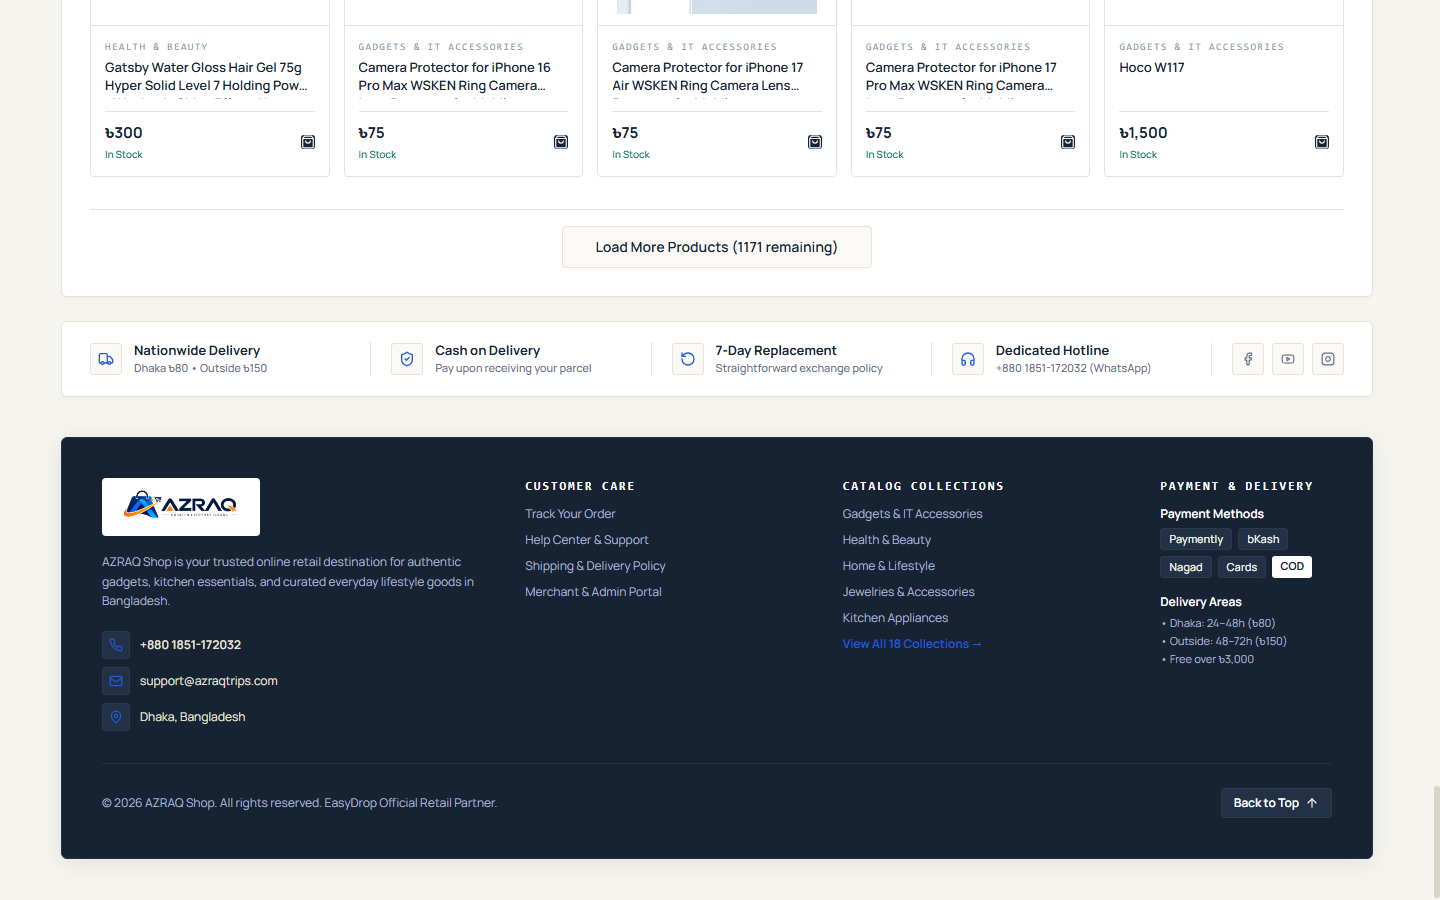 HEALTH & BEAUTY
Gatsby Water Gloss Hair Gel 75g
Hyper Solid Level 7 Holding Pow...
৳300
In Stock
GADGETS & IT ACCESSORIES
Camera Protector for iPhone 16
Pro Max WSKEN Ring Camera...
৳75
In Stock
GADGETS & IT ACCESSORIES
Camera Protector for iPhone 17
Air WSKEN Ring Camera Lens...
৳75
In Stock
GADGETS & IT ACCESSORIES
Camera Protector for iPhone 17
Pro Max WSKEN Ring Camera...
৳75
In Stock
GADGETS & IT ACCESSORIES
Hoco W117
৳1,500
In Stock
Load More Products (1171 remaining)
Nationwide Delivery
Dhaka ৳80 • Outside ৳150
Cash on Delivery
Pay upon receiving your parcel
7-Day Replacement
Straightforward exchange policy
Dedicated Hotline
+880 1851-172032 (WhatsApp)
AZRAQ
AZRAQ Shop is your trusted online retail destination for authentic
gadgets, kitchen essentials, and curated everyday lifestyle goods in
Bangladesh.
+880 1851-172032
support@azraqtrips.com
Dhaka, Bangladesh
CUSTOMER CARE
Track Your Order
Help Center & Support
Shipping & Delivery Policy
Merchant & Admin Portal
CATALOG COLLECTIONS
Gadgets & IT Accessories
Health & Beauty
Home & Lifestyle
Jewelries & Accessories
Kitchen Appliances
View All 18 Collections →
PAYMENT & DELIVERY
Payment Methods
Paymently bKash
Nagad Cards COD
Delivery Areas
• Dhaka: 24–48h (৳80)
• Outside: 48–72h (৳150)
• Free over ৳3,000
© 2026 AZRAQ Shop. All rights reserved. EasyDrop Official Retail Partner.
Back to Top ↑